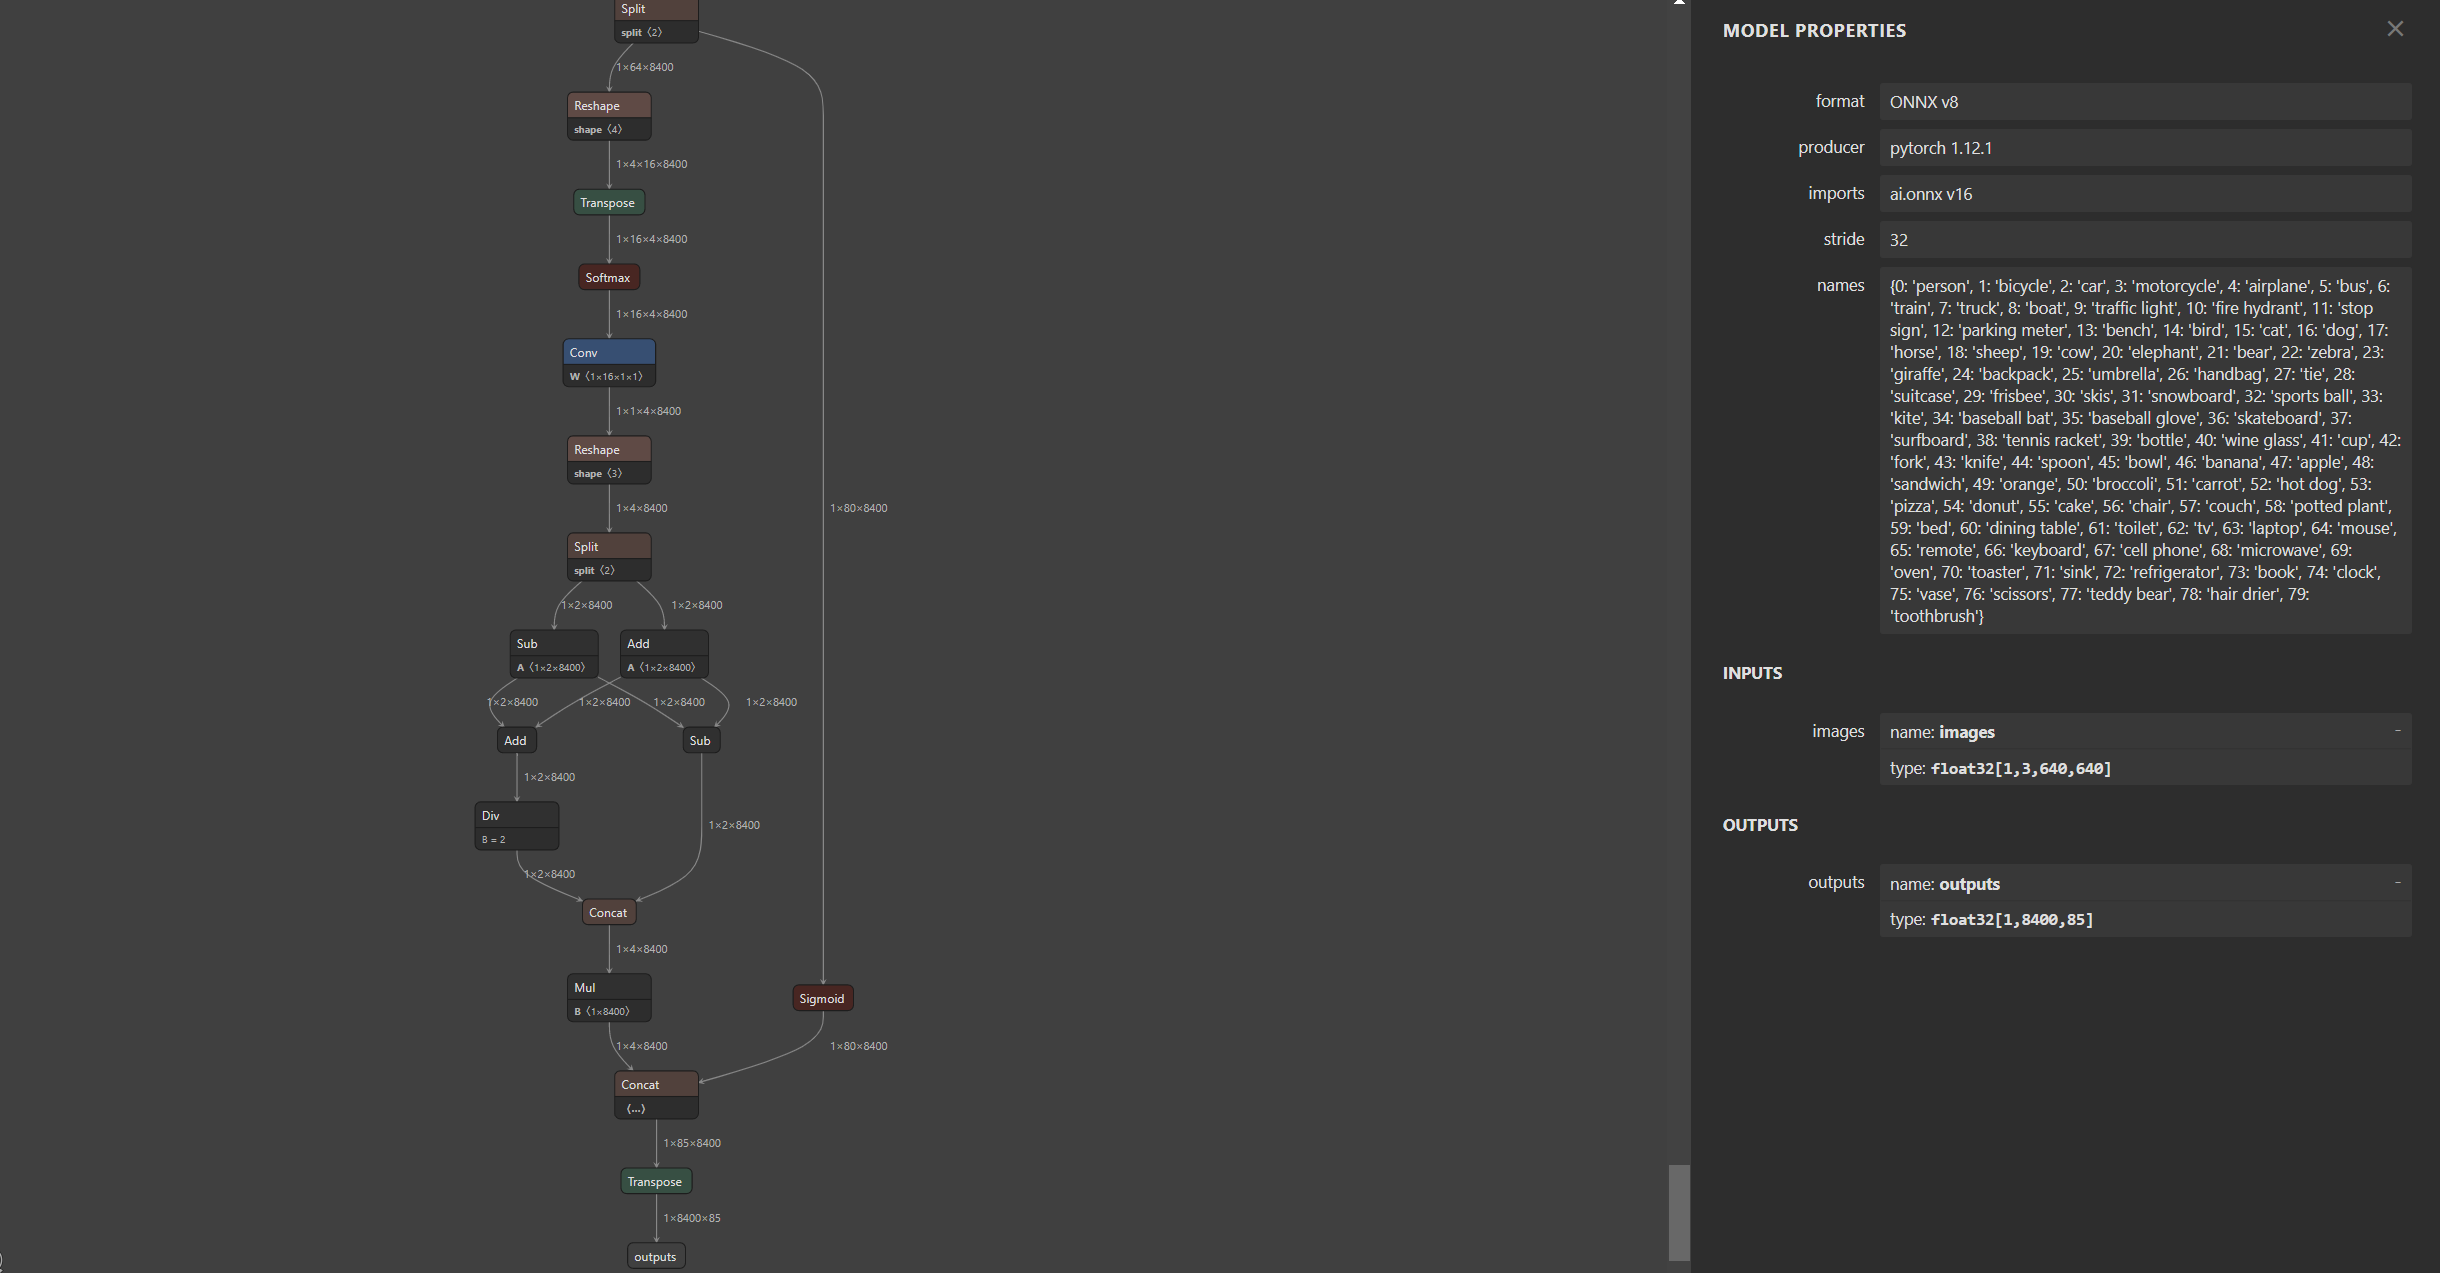 Split
split 〈2〉
1×64×8400
Reshape
shape 〈4〉
1×4×16×8400
Transpose
1×16×4×8400
Softmax
1×16×4×8400
Conv
W 〈1×16×1×1〉
1×1×4×8400
Reshape
shape 〈3〉
1×4×8400
1×80×8400
Split
split 〈2〉
1×2×8400 1×2×8400
Sub Add
A 〈1×2×8400〉 A 〈1×2×8400〉
1×2×8400 1×2×8400 1×2×8400 1×2×8400
Add Sub
1×2×8400
Div
B = 2
1×2×8400
1×2×8400
Concat
1×4×8400
Mul
B 〈1×8400〉
Sigmoid
1×4×8400 1×80×8400
Concat
〈...〉
1×85×8400
Transpose
1×8400×85
outputs
MODEL PROPERTIES
format ONNX v8
producer pytorch 1.12.1
imports ai.onnx v16
stride 32
names {0: 'person', 1: 'bicycle', 2: 'car', 3: 'motorcycle', 4: 'airplane', 5: 'bus', 6:
'train', 7: 'truck', 8: 'boat', 9: 'traffic light', 10: 'fire hydrant', 11: 'stop
sign', 12: 'parking meter', 13: 'bench', 14: 'bird', 15: 'cat', 16: 'dog', 17:
'horse', 18: 'sheep', 19: 'cow', 20: 'elephant', 21: 'bear', 22: 'zebra', 23:
'giraffe', 24: 'backpack', 25: 'umbrella', 26: 'handbag', 27: 'tie', 28:
'suitcase', 29: 'frisbee', 30: 'skis', 31: 'snowboard', 32: 'sports ball', 33:
'kite', 34: 'baseball bat', 35: 'baseball glove', 36: 'skateboard', 37:
'surfboard', 38: 'tennis racket', 39: 'bottle', 40: 'wine glass', 41: 'cup', 42:
'fork', 43: 'knife', 44: 'spoon', 45: 'bowl', 46: 'banana', 47: 'apple', 48:
'sandwich', 49: 'orange', 50: 'broccoli', 51: 'carrot', 52: 'hot dog', 53:
'pizza', 54: 'donut', 55: 'cake', 56: 'chair', 57: 'couch', 58: 'potted plant',
59: 'bed', 60: 'dining table', 61: 'toilet', 62: 'tv', 63: 'laptop', 64: 'mouse',
65: 'remote', 66: 'keyboard', 67: 'cell phone', 68: 'microwave', 69:
'oven', 70: 'toaster', 71: 'sink', 72: 'refrigerator', 73: 'book', 74: 'clock',
75: 'vase', 76: 'scissors', 77: 'teddy bear', 78: 'hair drier', 79:
'toothbrush'}
INPUTS
images name: images -
type: float32[1,3,640,640]
OUTPUTS
outputs name: outputs -
type: float32[1,8400,85]